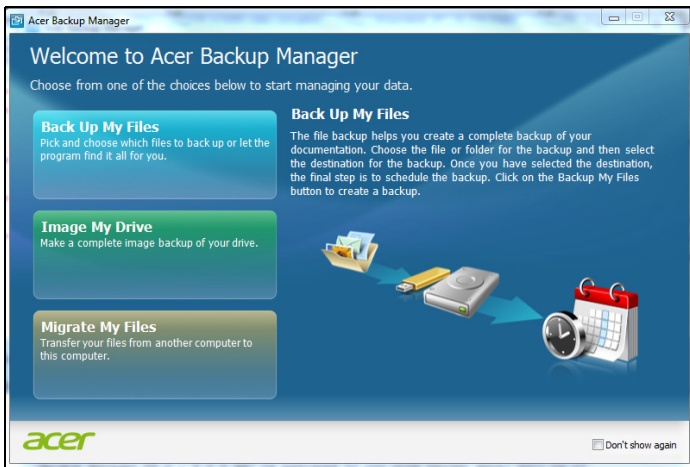 Acer Backup Manager
Welcome to Acer Backup Manager
Choose from one of the choices below to start managing your data.
Back Up My Files
Pick and choose which files to back up or let the
program find it all for you.
Image My Drive
Make a complete image backup of your drive.
Migrate My Files
Transfer your files from another computer to
this computer.
Back Up My Files
The file backup helps you create a complete backup of your
documentation. Choose the file or folder for the backup and then select
the destination for the backup. Once you have selected the destination,
the final step is to schedule the backup. Click on the Backup My Files
button to create a backup.
acer
Don't show again